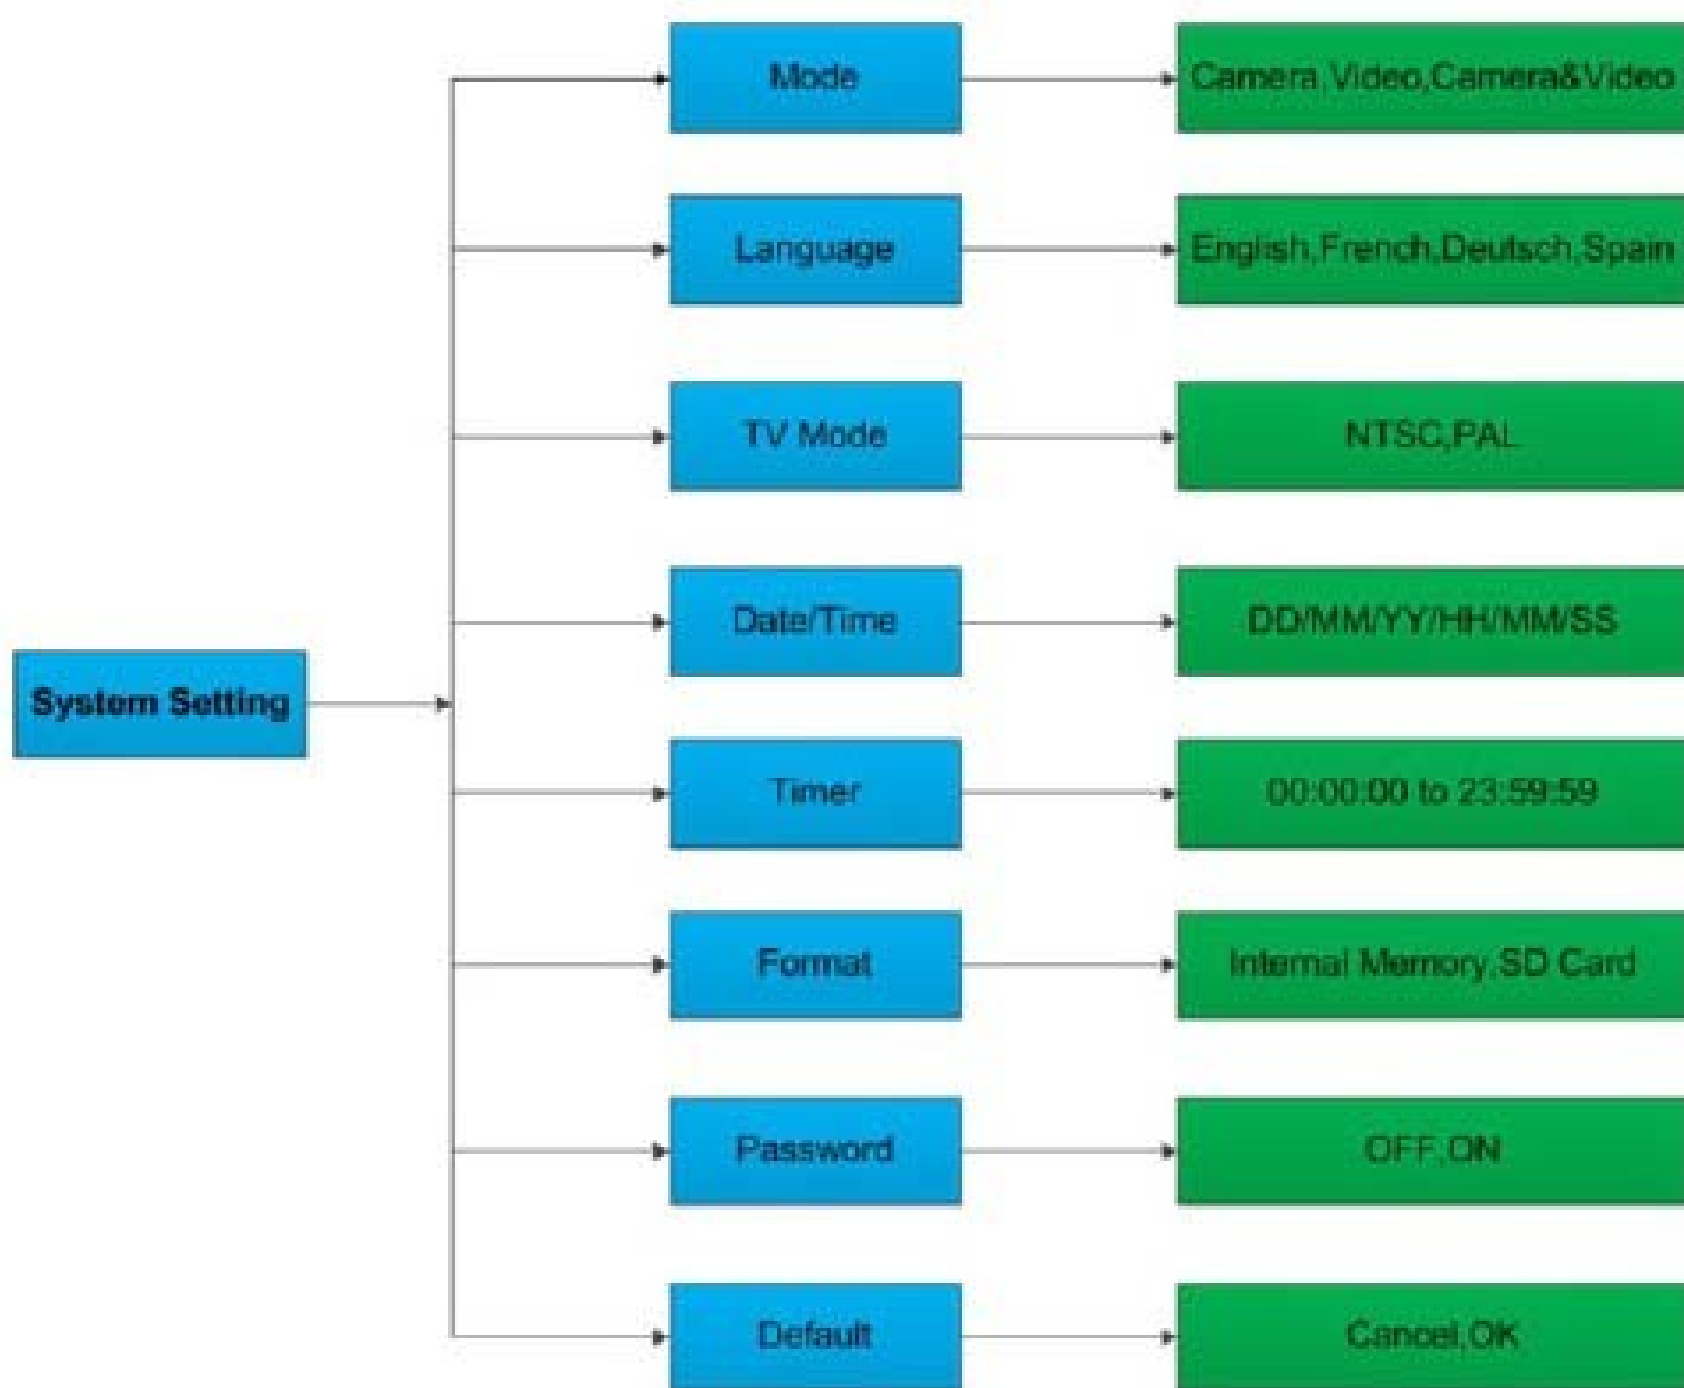 Mode
Camera,Video,Camera&Video
Language
English,French,Deutsch,Spain
TV Mode
NTSC,PAL
Date/Time
DD/MM/YY/HH/MM/SS
System Setting
Timer
00:00:00 to 23:59:59
Format
Internal Memory,SD Card
Password
OFF,ON
Default
Cancel,OK